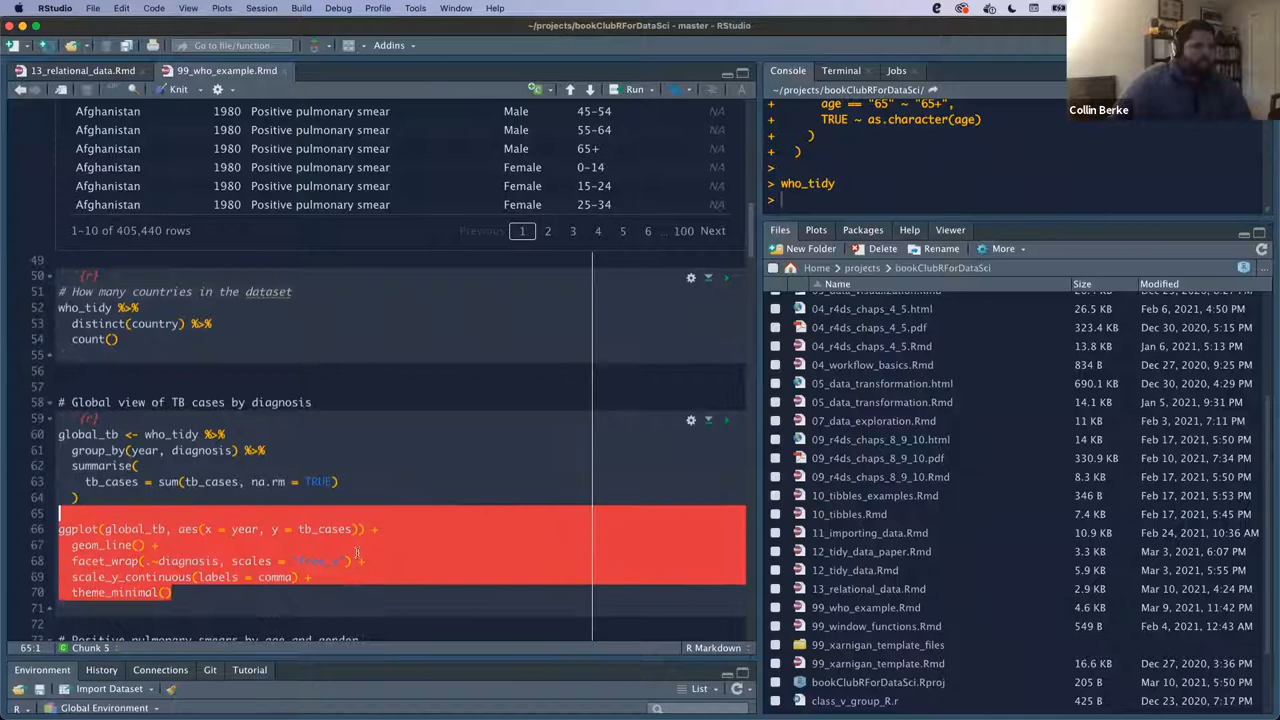 RStudio File Edit Code View Plots Session Build Debug Profile Tools Window Help
~/projects/bookClubRForDataSci - master - RStudio
Go to file/function Addins
13_relational_data.Rmd 99_who_example.Rmd
Knit Run
Afghanistan 1980 Positive pulmonary smear Male 45-54 NA
Afghanistan 1980 Positive pulmonary smear Male 55-64 NA
Afghanistan 1980 Positive pulmonary smear Male 65+ NA
Afghanistan 1980 Positive pulmonary smear Female 0-14 NA
Afghanistan 1980 Positive pulmonary smear Female 15-24 NA
Afghanistan 1980 Positive pulmonary smear Female 25-34 NA
1-10 of 405,440 rows Previous 1 2 3 4 5 6 ... 100 Next
49
50 {r}
51 # How many countries in the dataset
52 who_tidy %>%
53 distinct(country) %>%
54 count()
55
56
57
58 # Global view of TB cases by diagnosis
59 {r}
60 global_tb <- who_tidy %>%
61 group_by(year, diagnosis) %>%
62 summarise(
63 tb_cases = sum(tb_cases, na.rm = TRUE)
64 )
65
66 ggplot(global_tb, aes(x = year, y = tb_cases)) +
67 geom_line() +
68 facet_wrap(.~diagnosis, scales = "free_y") +
69 scale_y_continuous(labels = comma) +
70 theme_minimal()
71
72
73 # Positive pulmonary smears by age and gender
65:1 Chunk 5 R Markdown
Environment History Connections Git Tutorial
Import Dataset List
R Global Environment
Console Terminal Jobs
~/projects/bookClubRForDataSci/
+ age == "65" ~ "65+",
+ TRUE ~ as.character(age)
+ )
+ )
>
> who_tidy
>
Collin Berke
Files Plots Packages Help Viewer
New Folder Delete Rename More
Home projects bookClubRForDataSci ...
Name Size Modified
04_r4ds_chaps_4_5.html 26.5 KB Feb 6, 2021, 4:50 PM
04_r4ds_chaps_4_5.pdf 323.4 KB Dec 30, 2020, 5:15 PM
04_r4ds_chaps_4_5.Rmd 13.8 KB Jan 6, 2021, 5:13 PM
04_workflow_basics.Rmd 834 B Dec 27, 2020, 9:25 PM
05_data_transformation.html 690.1 KB Dec 30, 2020, 4:29 PM
05_data_transformation.Rmd 14.1 KB Jan 5, 2021, 9:31 PM
07_data_exploration.Rmd 11 KB Feb 3, 2021, 7:11 PM
09_r4ds_chaps_8_9_10.html 14 KB Feb 17, 2021, 5:50 PM
09_r4ds_chaps_8_9_10.pdf 330.9 KB Feb 10, 2021, 7:34 PM
09_r4ds_chaps_8_9_10.Rmd 6.3 KB Feb 17, 2021, 5:50 PM
10_tibbles_examples.Rmd 346 B Feb 17, 2021, 5:53 PM
10_tibbles.Rmd 7.4 KB Feb 17, 2021, 5:53 PM
11_importing_data.Rmd 10.9 KB Feb 24, 2021, 10:36 AM
12_tidy_data_paper.Rmd 3.3 KB Mar 3, 2021, 6:07 PM
12_tidy_data.Rmd 5.9 KB Mar 3, 2021, 5:55 PM
13_relational_data.Rmd 2.9 KB Mar 10, 2021, 4:24 PM
99_who_example.Rmd 4.6 KB Mar 9, 2021, 11:42 PM
99_window_functions.Rmd 549 B Feb 4, 2021, 12:43 AM
99_xarnigan_template_files
99_xarnigan_template.Rmd 16.6 KB Dec 27, 2020, 3:36 PM
bookClubRForDataSci.Rproj 205 B Mar 10, 2021, 5:50 PM
class_v_group_R.r 423 B Dec 23, 2020, 7:17 PM